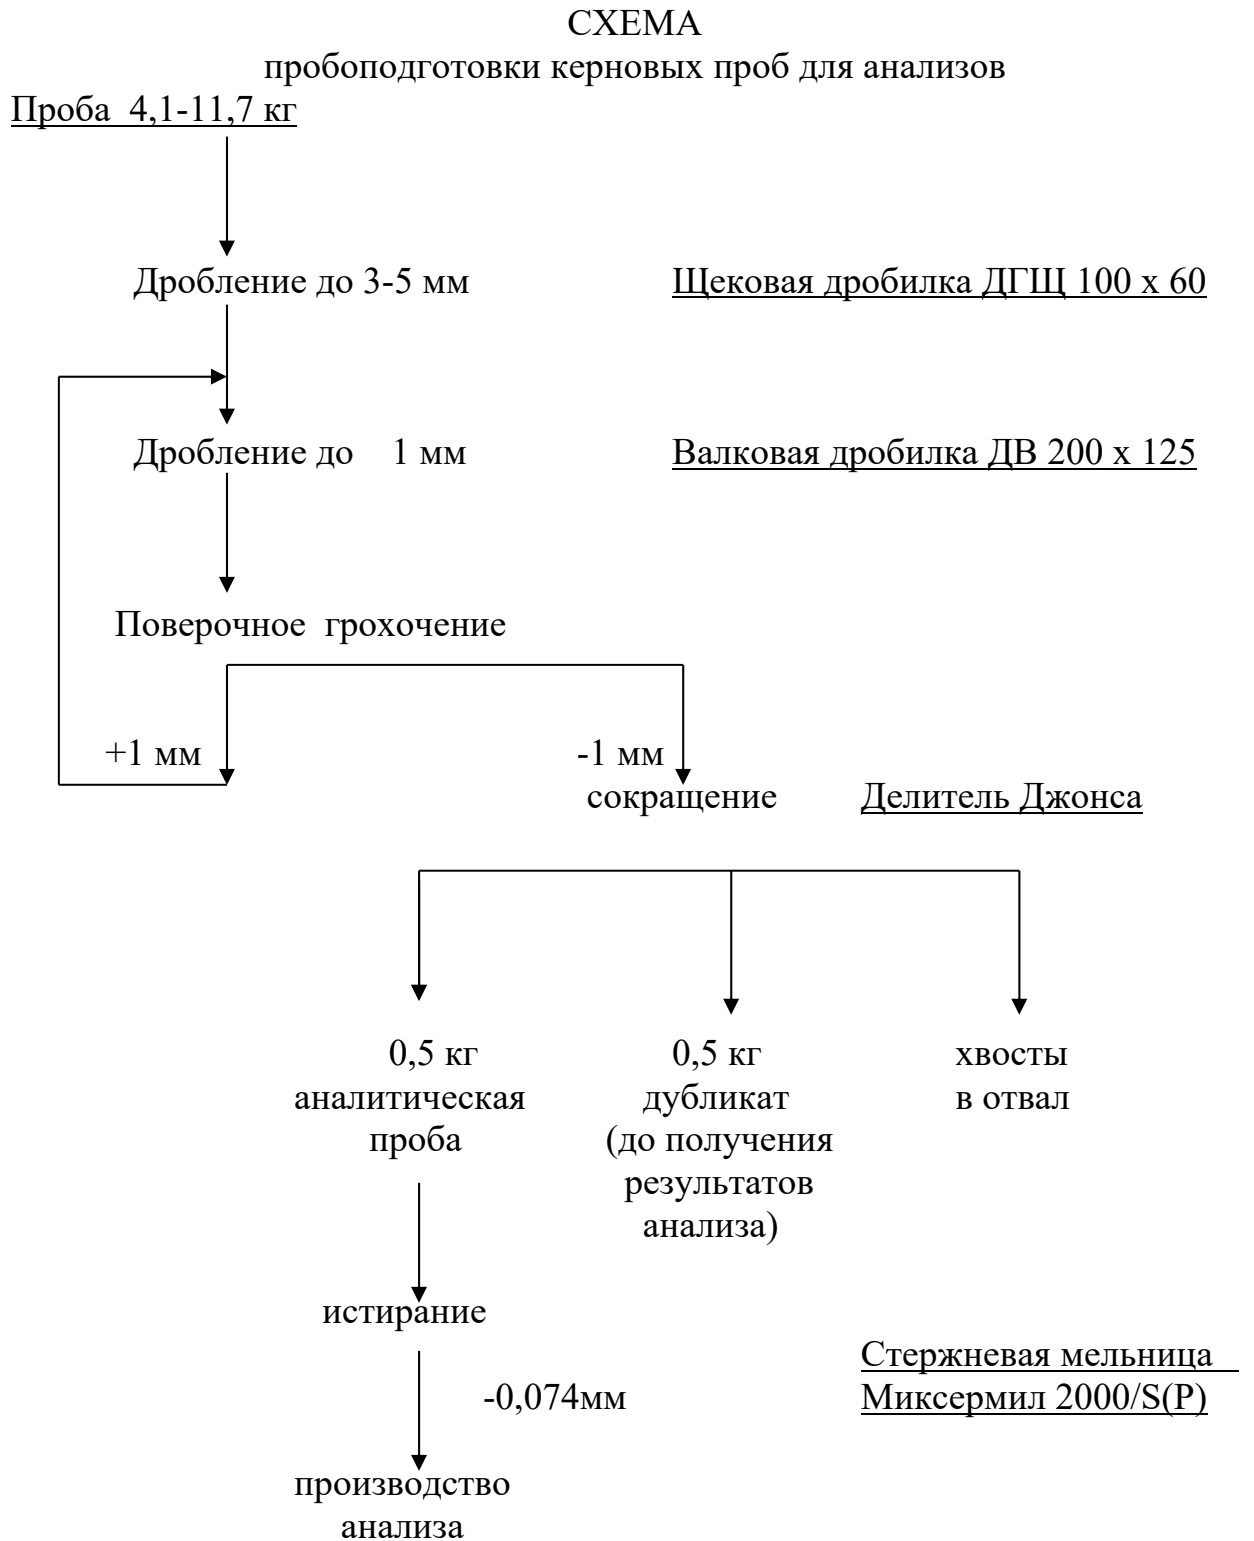 СХЕМА
пробоподготовки керновых проб для анализов
Проба 4,1-11,7 кг
Дробление до 3-5 мм Щековая дробилка ДГЩ 100 х 60
Дробление до 1 мм Валковая дробилка ДВ 200 х 125
Поверочное грохочение
+1 мм -1 мм
сокращение Делитель Джонса
0,5 кг 0,5 кг хвосты
аналитическая дубликат в отвал
проба (до получения
результатов
анализа)
истирание
Стержневая мельница
-0,074мм Миксермил 2000/S(P)
производство
анализа